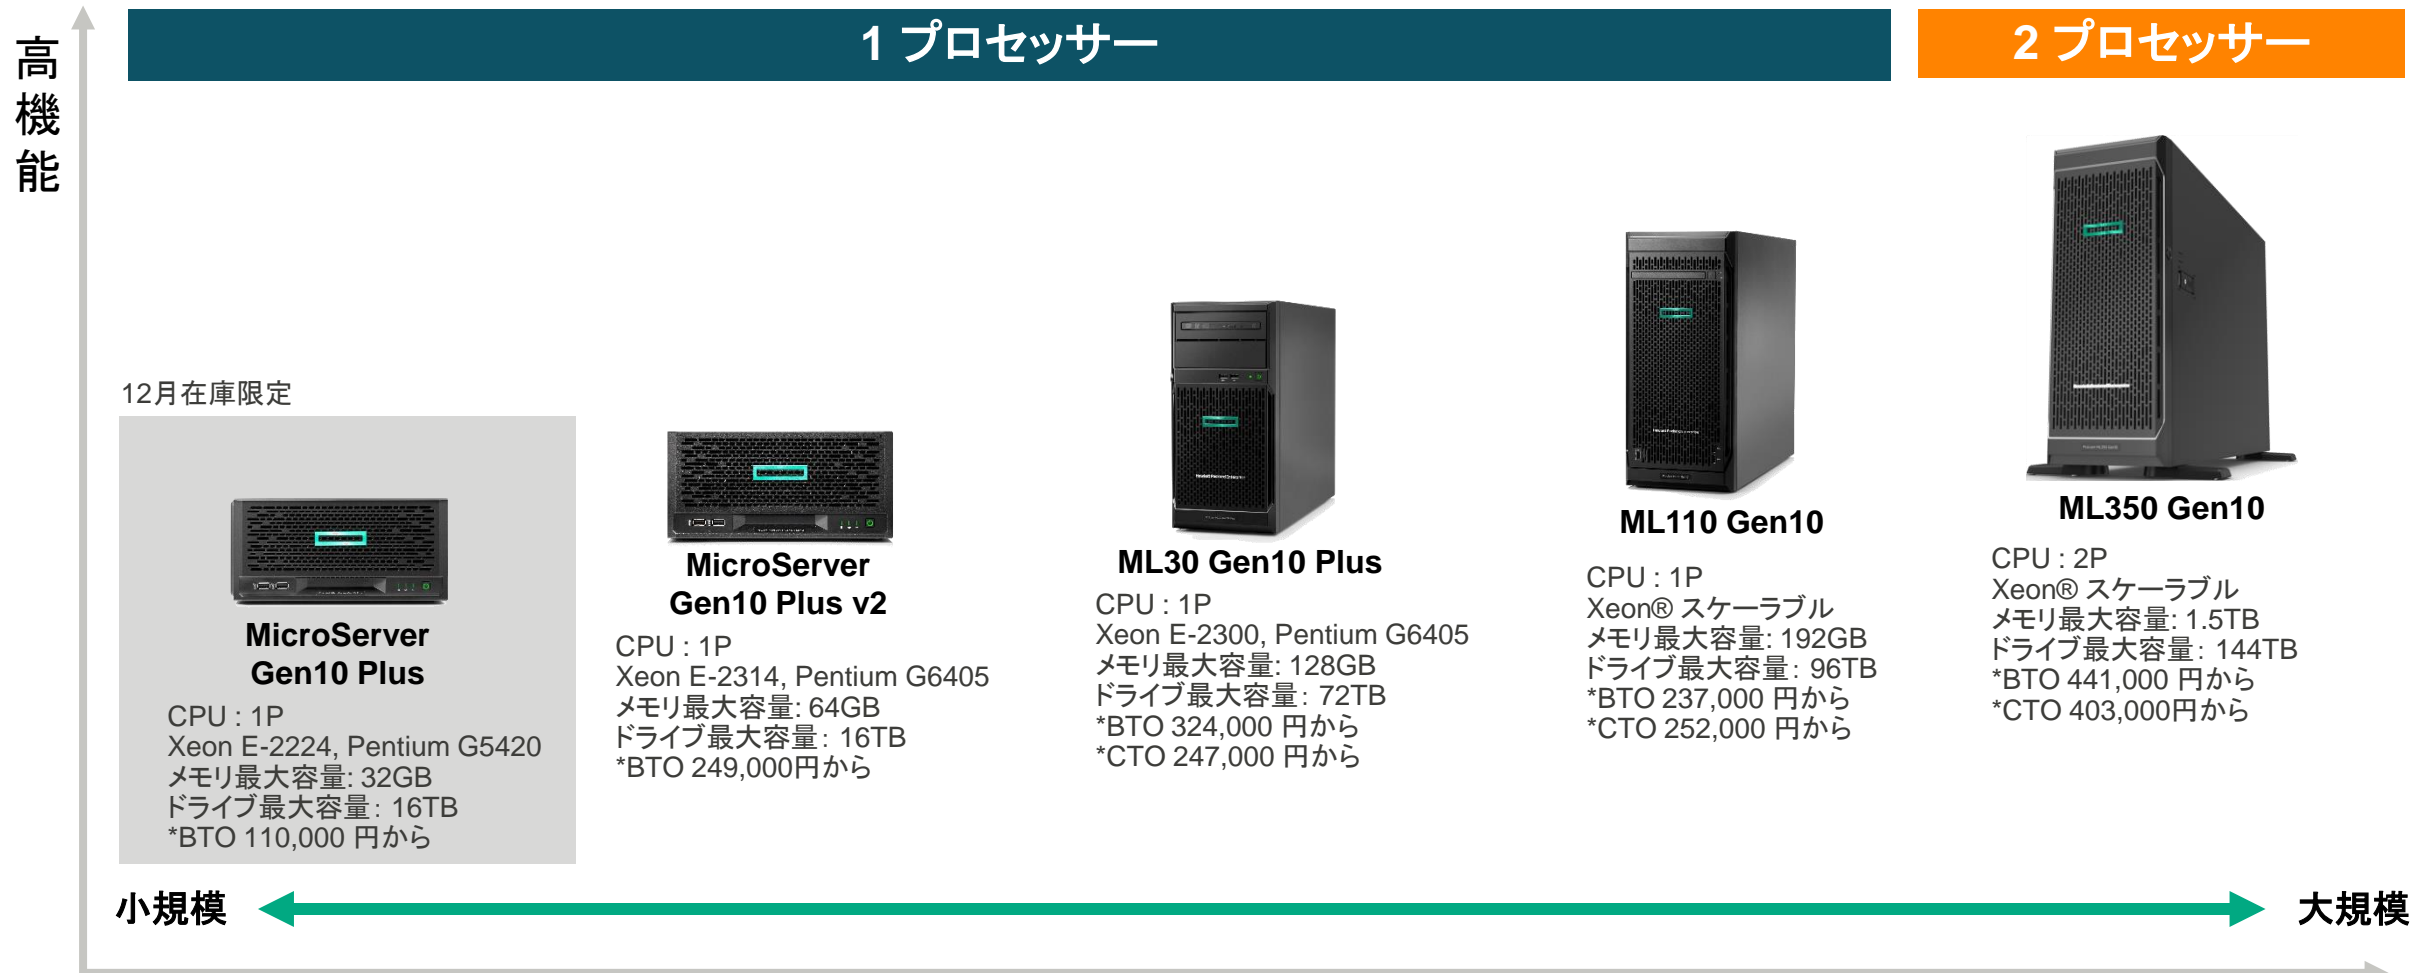 高機能
1 プロセッサー
2 プロセッサー
12月在庫限定
MicroServer
Gen10 Plus
CPU : 1P
Xeon E-2224, Pentium G5420
メモリ最大容量: 32GB
ドライブ最大容量: 16TB
*BTO 110,000 円から
MicroServer
Gen10 Plus v2
CPU : 1P
Xeon E-2314, Pentium G6405
メモリ最大容量: 64GB
ドライブ最大容量: 16TB
*BTO 249,000円から
ML30 Gen10 Plus
CPU : 1P
Xeon E-2300, Pentium G6405
メモリ最大容量: 128GB
ドライブ最大容量: 72TB
*BTO 324,000 円から
*CTO 247,000 円から
ML110 Gen10
CPU : 1P
Xeon® スケーラブル
メモリ最大容量: 192GB
ドライブ最大容量: 96TB
*BTO 237,000 円から
*CTO 252,000 円から
ML350 Gen10
CPU : 2P
Xeon® スケーラブル
メモリ最大容量: 1.5TB
ドライブ最大容量: 144TB
*BTO 441,000 円から
*CTO 403,000円から
小規模
大規模